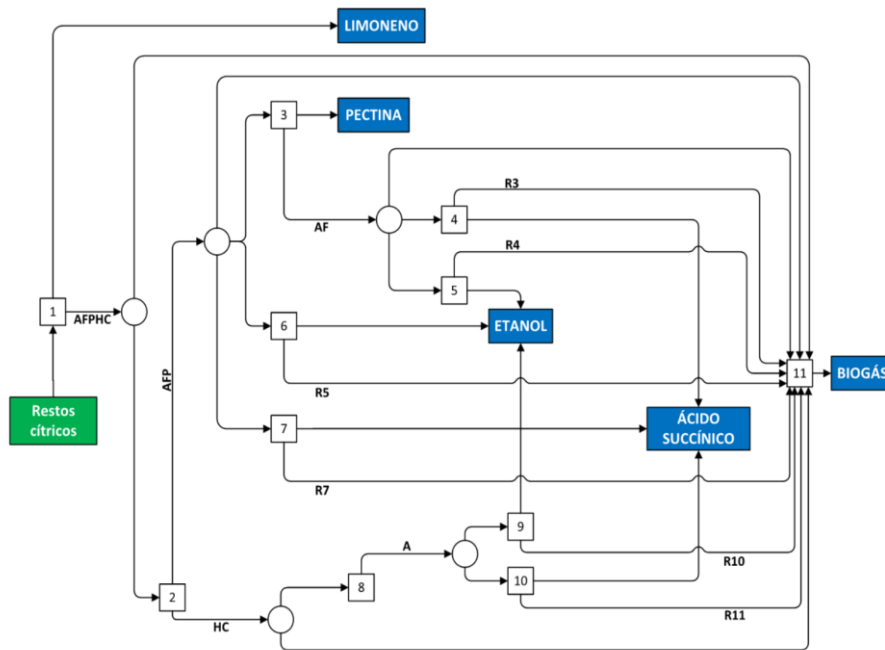 LIMONENO
3
PECTINA
R3
4
AF
R4
5
1
AFPHC
6
ETANOL
AFP
11
BIOGÁS
R5
Restos
cítricos
7
ÁCIDO
SUCCÍNICO
R7
9
A
R10
8
10
2
R11
HC